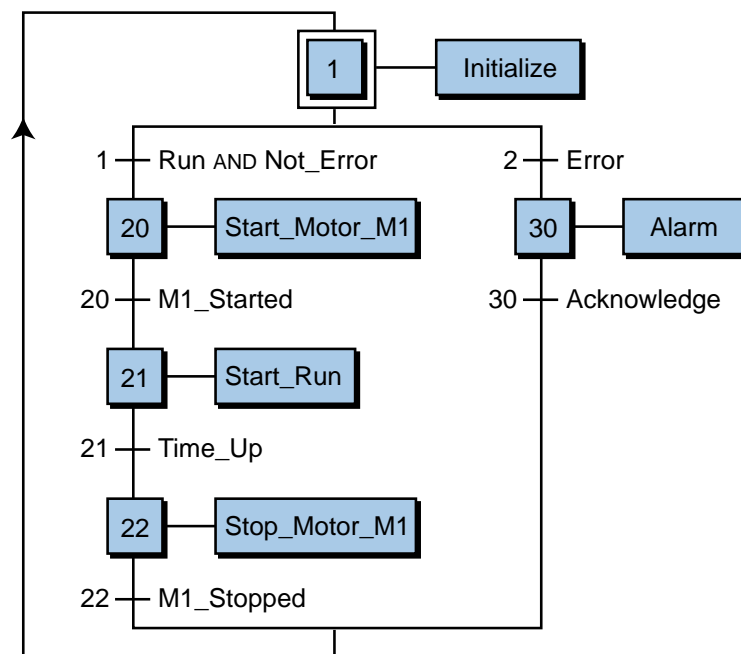 1 Initialize
1 Run AND Not_Error
2 Error
20 Start_Motor_M1
30 Alarm
20 M1_Started
30 Acknowledge
21 Start_Run
21 Time_Up
22 Stop_Motor_M1
22 M1_Stopped